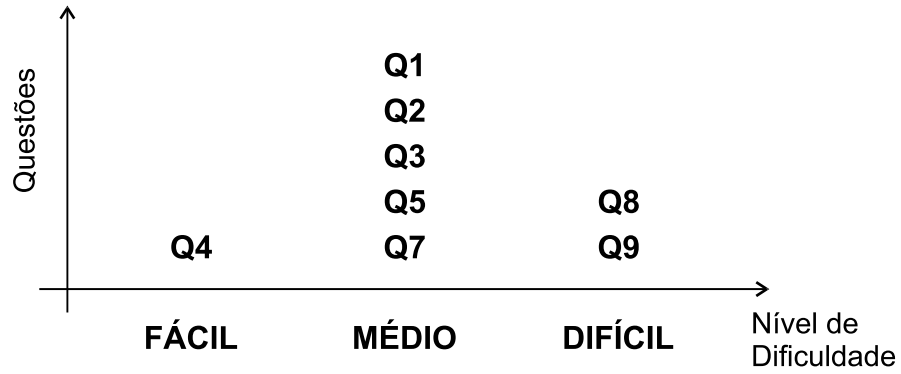 Questões
Q1
Q2
Q3
Q5
Q8
Q4
Q7
Q9
FÁCIL
MÉDIO
DIFÍCIL
Nível de
Dificuldade